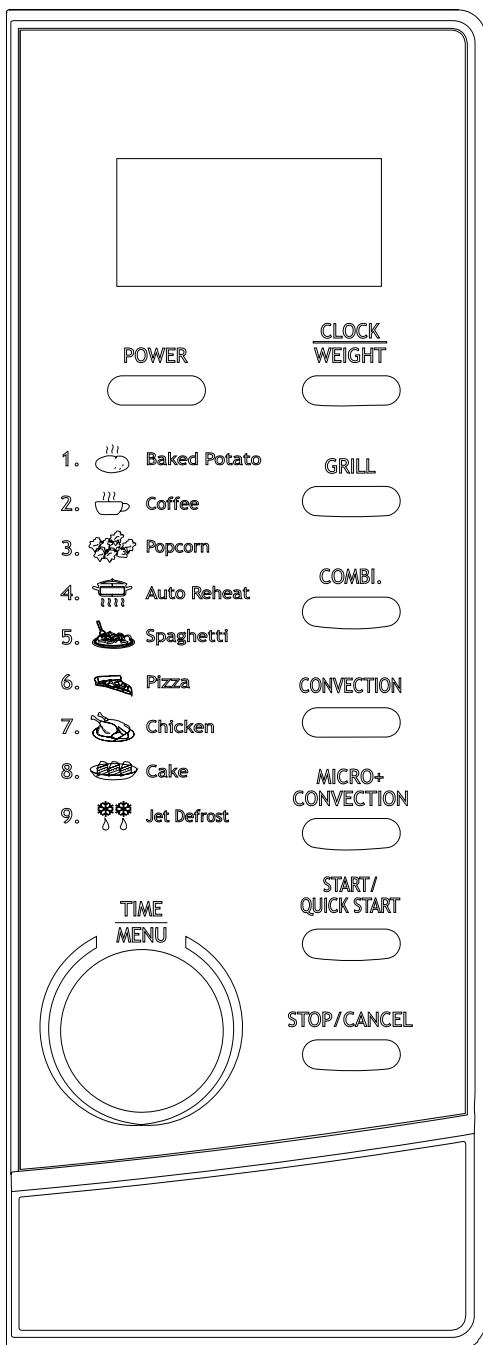 POWER
CLOCK
WEIGHT
1. Baked Potato
2. Coffee
3. Popcorn
4. Auto Reheat
5. Spaghetti
6. Pizza
7. Chicken
8. Cake
9. Jet Defrost
GRILL
COMBI.
CONVECTION
MICRO+
CONVECTION
START/
QUICK START
TIME
MENU
STOP/CANCEL